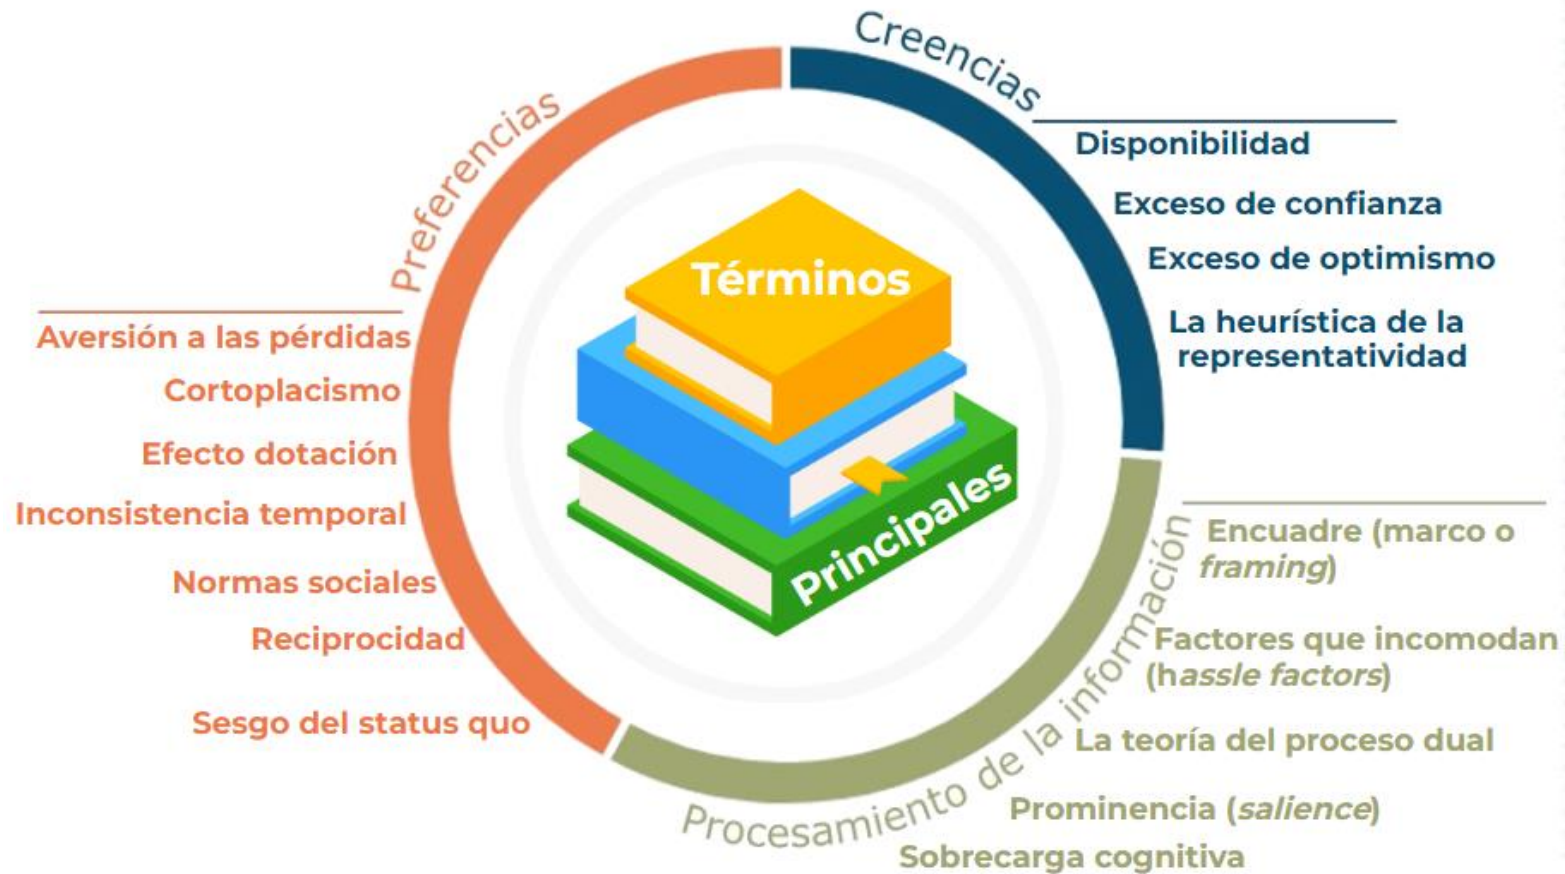 Creencias
Disponibilidad
Exceso de confianza
Exceso de optimismo
La heurística de la
representatividad
Preferencias
Aversión a las pérdidas
Cortoplacismo
Efecto dotación
Inconsistencia temporal
Normas sociales
Reciprocidad
Sesgo del status quo
Términos
Principales
Procesamiento de la información
Encuadre (marco o
framing)
Factores que incomodan
(hassle factors)
La teoría del proceso dual
Prominencia (salience)
Sobrecarga cognitiva